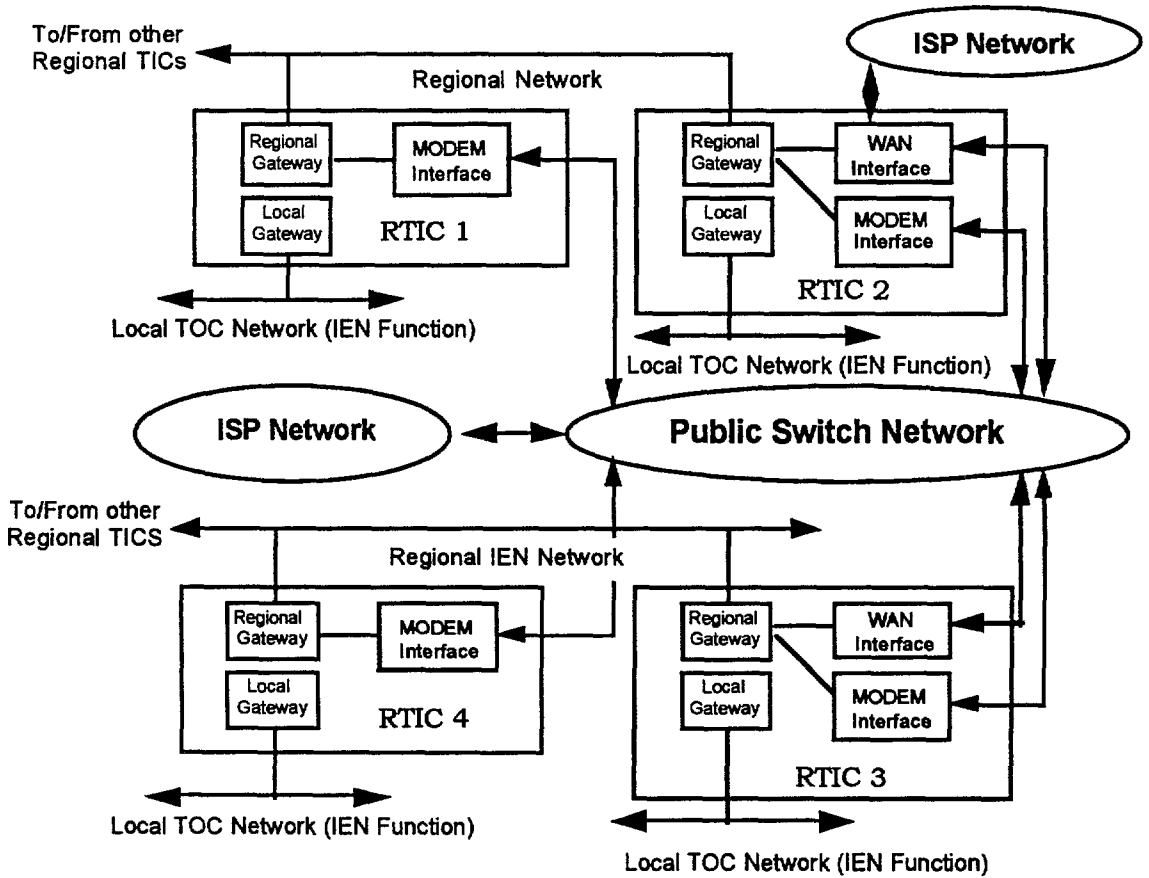 To/From other
Regional TICs
ISP Network
Regional Network
Regional
Gateway
MODEM
Interface
Local
Gateway
RTIC 1
Regional
Gateway
WAN
Interface
Local
Gateway
MODEM
Interface
RTIC 2
Local TOC Network (IEN Function)
Local TOC Network (IEN Function)
ISP Network
Public Switch Network
To/From other
Regional TICS
Regional IEN Network
Regional
Gateway
MODEM
Interface
Local
Gateway
RTIC 4
Regional
Gateway
WAN
Interface
Local
Gateway
MODEM
Interface
RTIC 3
Local TOC Network (IEN Function)
Local TOC Network (IEN Function)